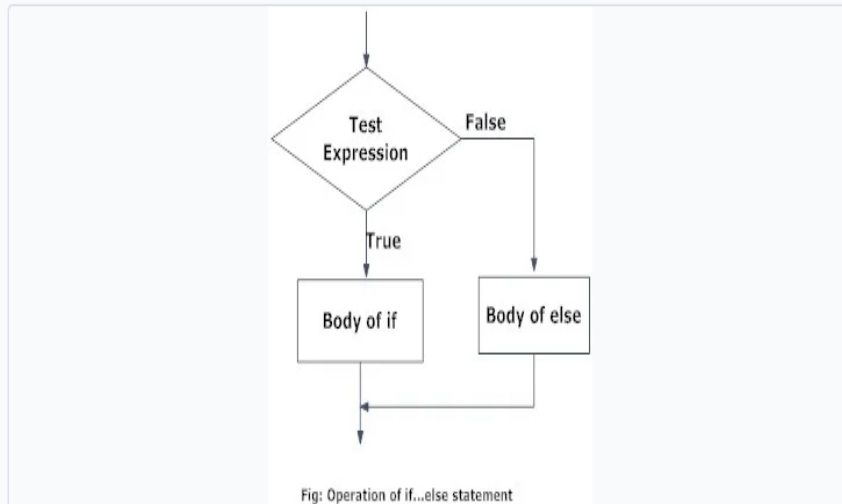 Test
Expression
False
True
Body of if
Body of else
Fig: Operation of if...else statement